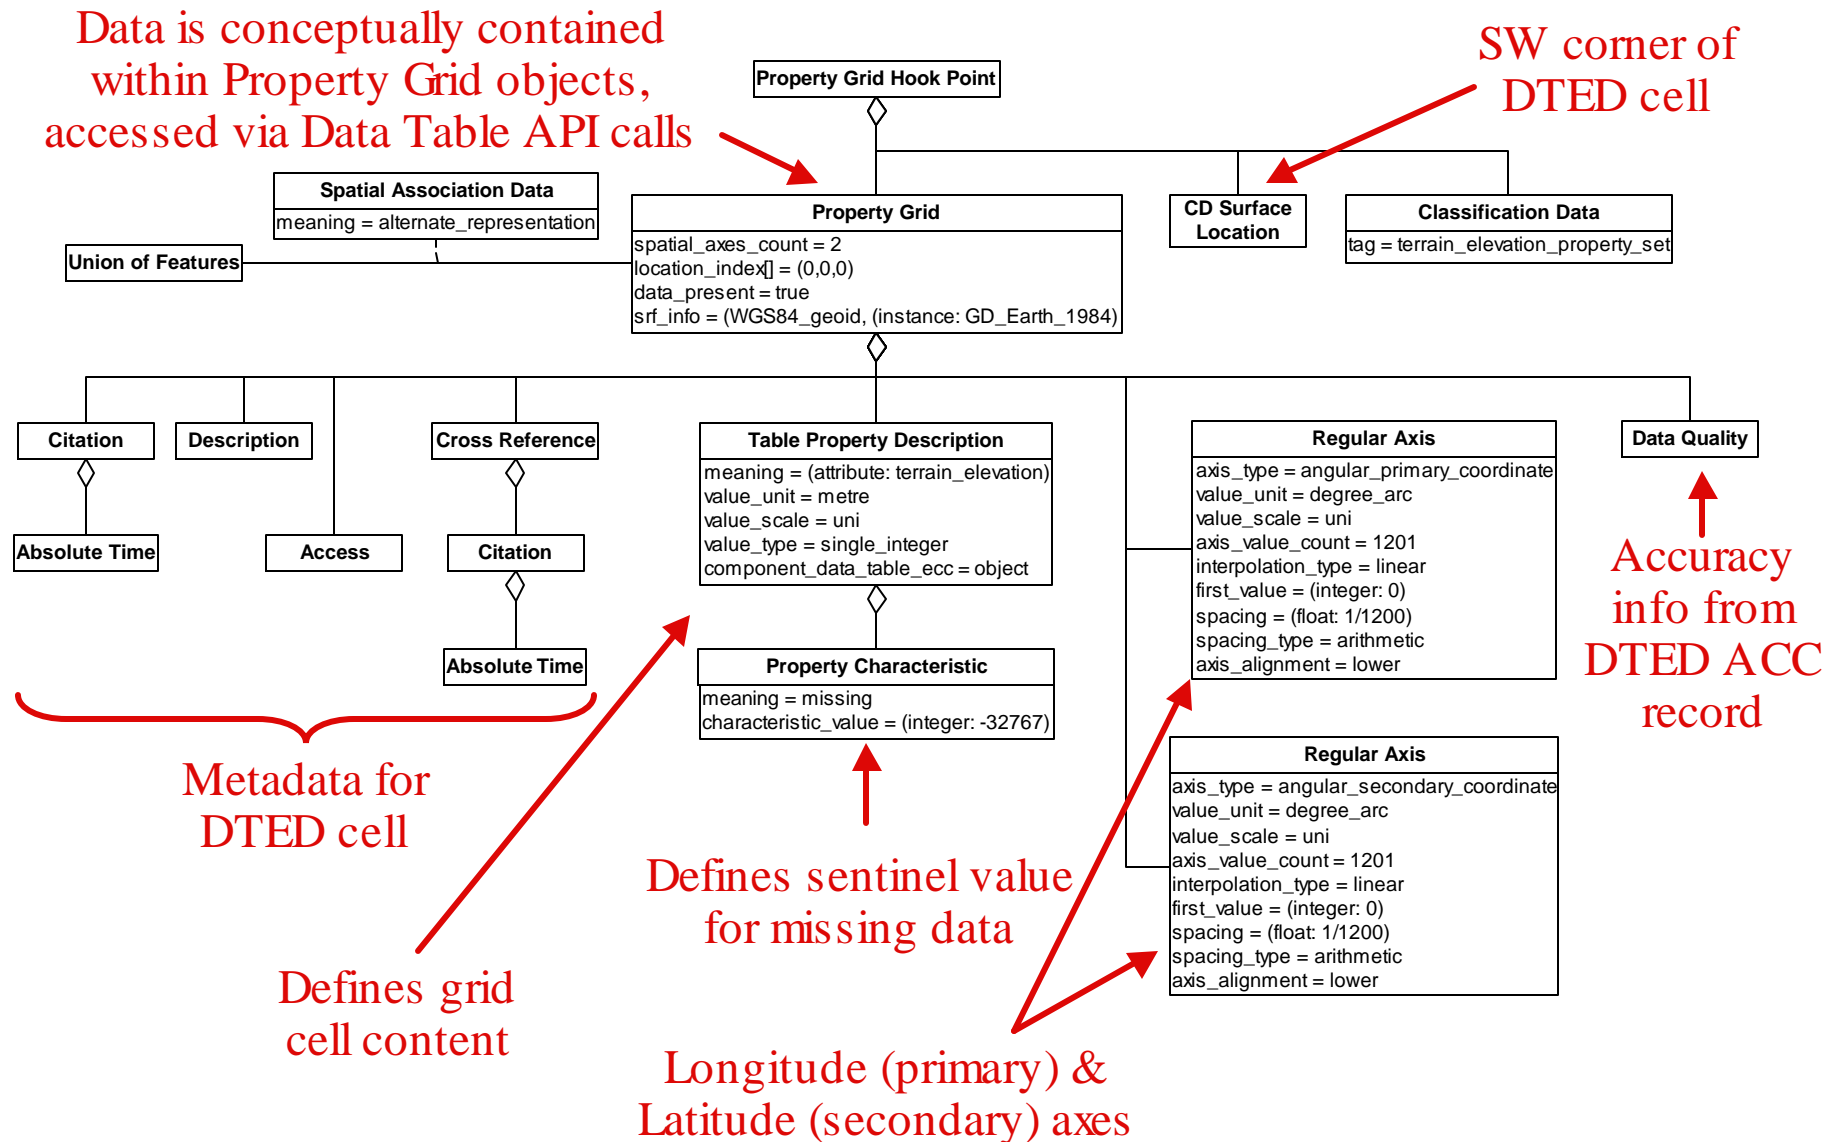 Data is conceptually contained
within Property Grid objects,
accessed via Data Table API calls
SW corner of
DTED cell
Property Grid Hook Point
Spatial Association Data
meaning = alternate_representation
Union of Features
Property Grid
spatial_axes_count = 2
location_index[] = (0,0,0)
data_present = true
srf_info = (WGS84_geoid, (instance: GD_Earth_1984)
CD Surface
Location
Classification Data
tag = terrain_elevation_property_set
Citation
Description
Cross Reference
Absolute Time
Access
Citation
Absolute Time
Metadata for
DTED cell
Table Property Description
meaning = (attribute: terrain_elevation)
value_unit = metre
value_scale = uni
value_type = single_integer
component_data_table_ecc = object
Property Characteristic
meaning = missing
characteristic_value = (integer: -32767)
Regular Axis
axis_type = angular_primary_coordinate
value_unit = degree_arc
value_scale = uni
axis_value_count = 1201
interpolation_type = linear
first_value = (integer: 0)
spacing = (float: 1/1200)
spacing_type = arithmetic
axis_alignment = lower
Data Quality
Accuracy
info from
DTED ACC
record
Regular Axis
axis_type = angular_secondary_coordinate
value_unit = degree_arc
value_scale = uni
axis_value_count = 1201
interpolation_type = linear
first_value = (integer: 0)
spacing = (float: 1/1200)
spacing_type = arithmetic
axis_alignment = lower
Defines sentinel value
for missing data
Defines grid
cell content
Longitude (primary) &
Latitude (secondary) axes